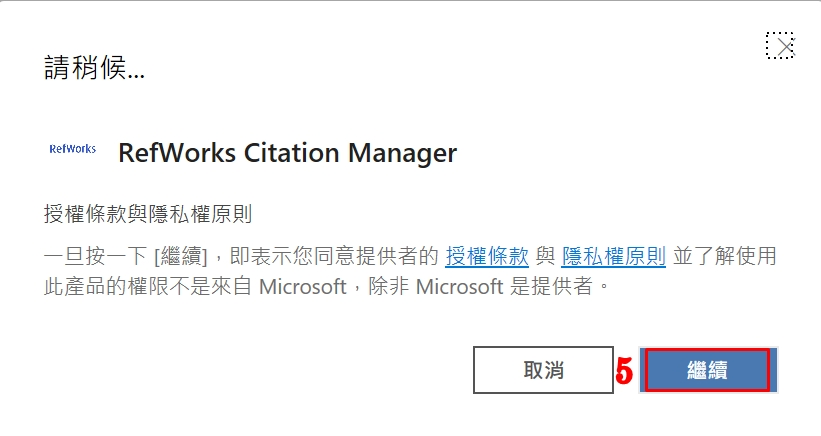 請稍候...
RefWorks RefWorks Citation Manager
授權條款與隱私權原則
一旦按一下 [繼續]，即表示您同意提供者的 授權條款 與 隱私權原則 並了解使用
此產品的權限不是來自 Microsoft，除非 Microsoft 是提供者。
取消 5 繼續